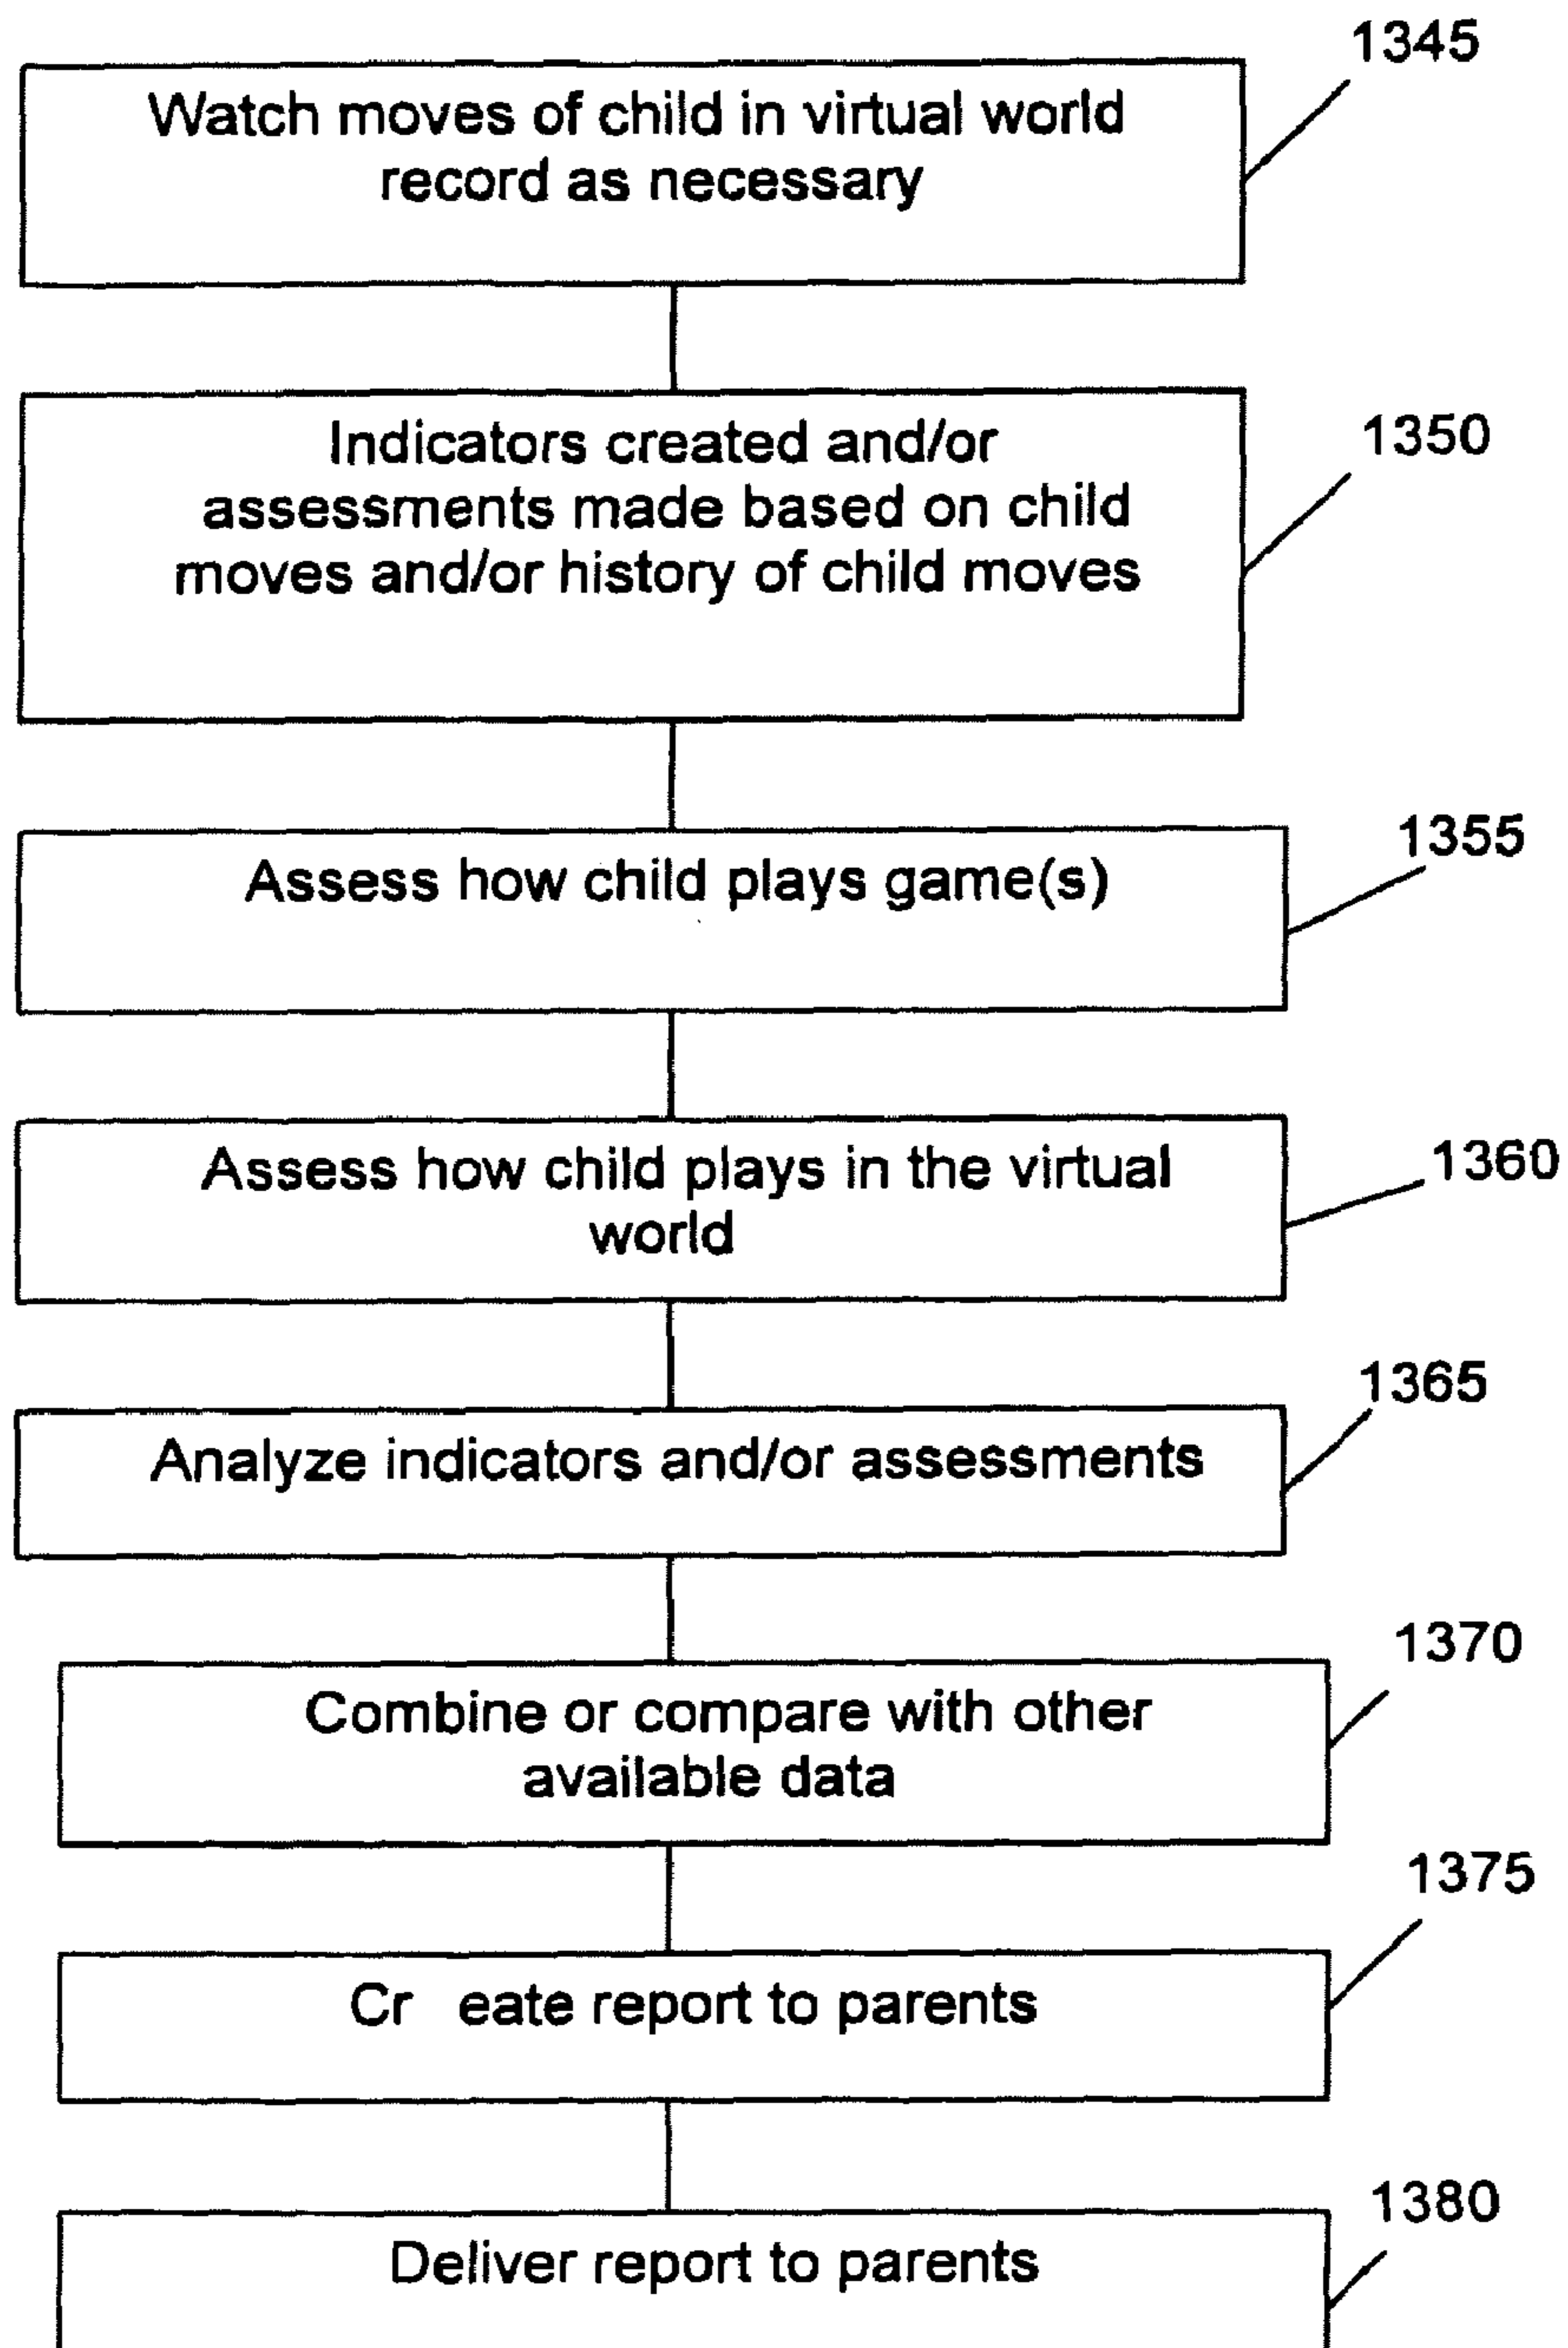 1345
Watch moves of child in virtual world
record as necessary
1350
Indicators created and/or
assessments made based on child
moves and/or history of child moves
1355
Assess how child plays game(s)
1360
Assess how child plays in the virtual
world
1365
Analyze indicators and/or assessments
1370
Combine or compare with other
available data
1375
Cr eate report to parents
1380
Deliver report to parents